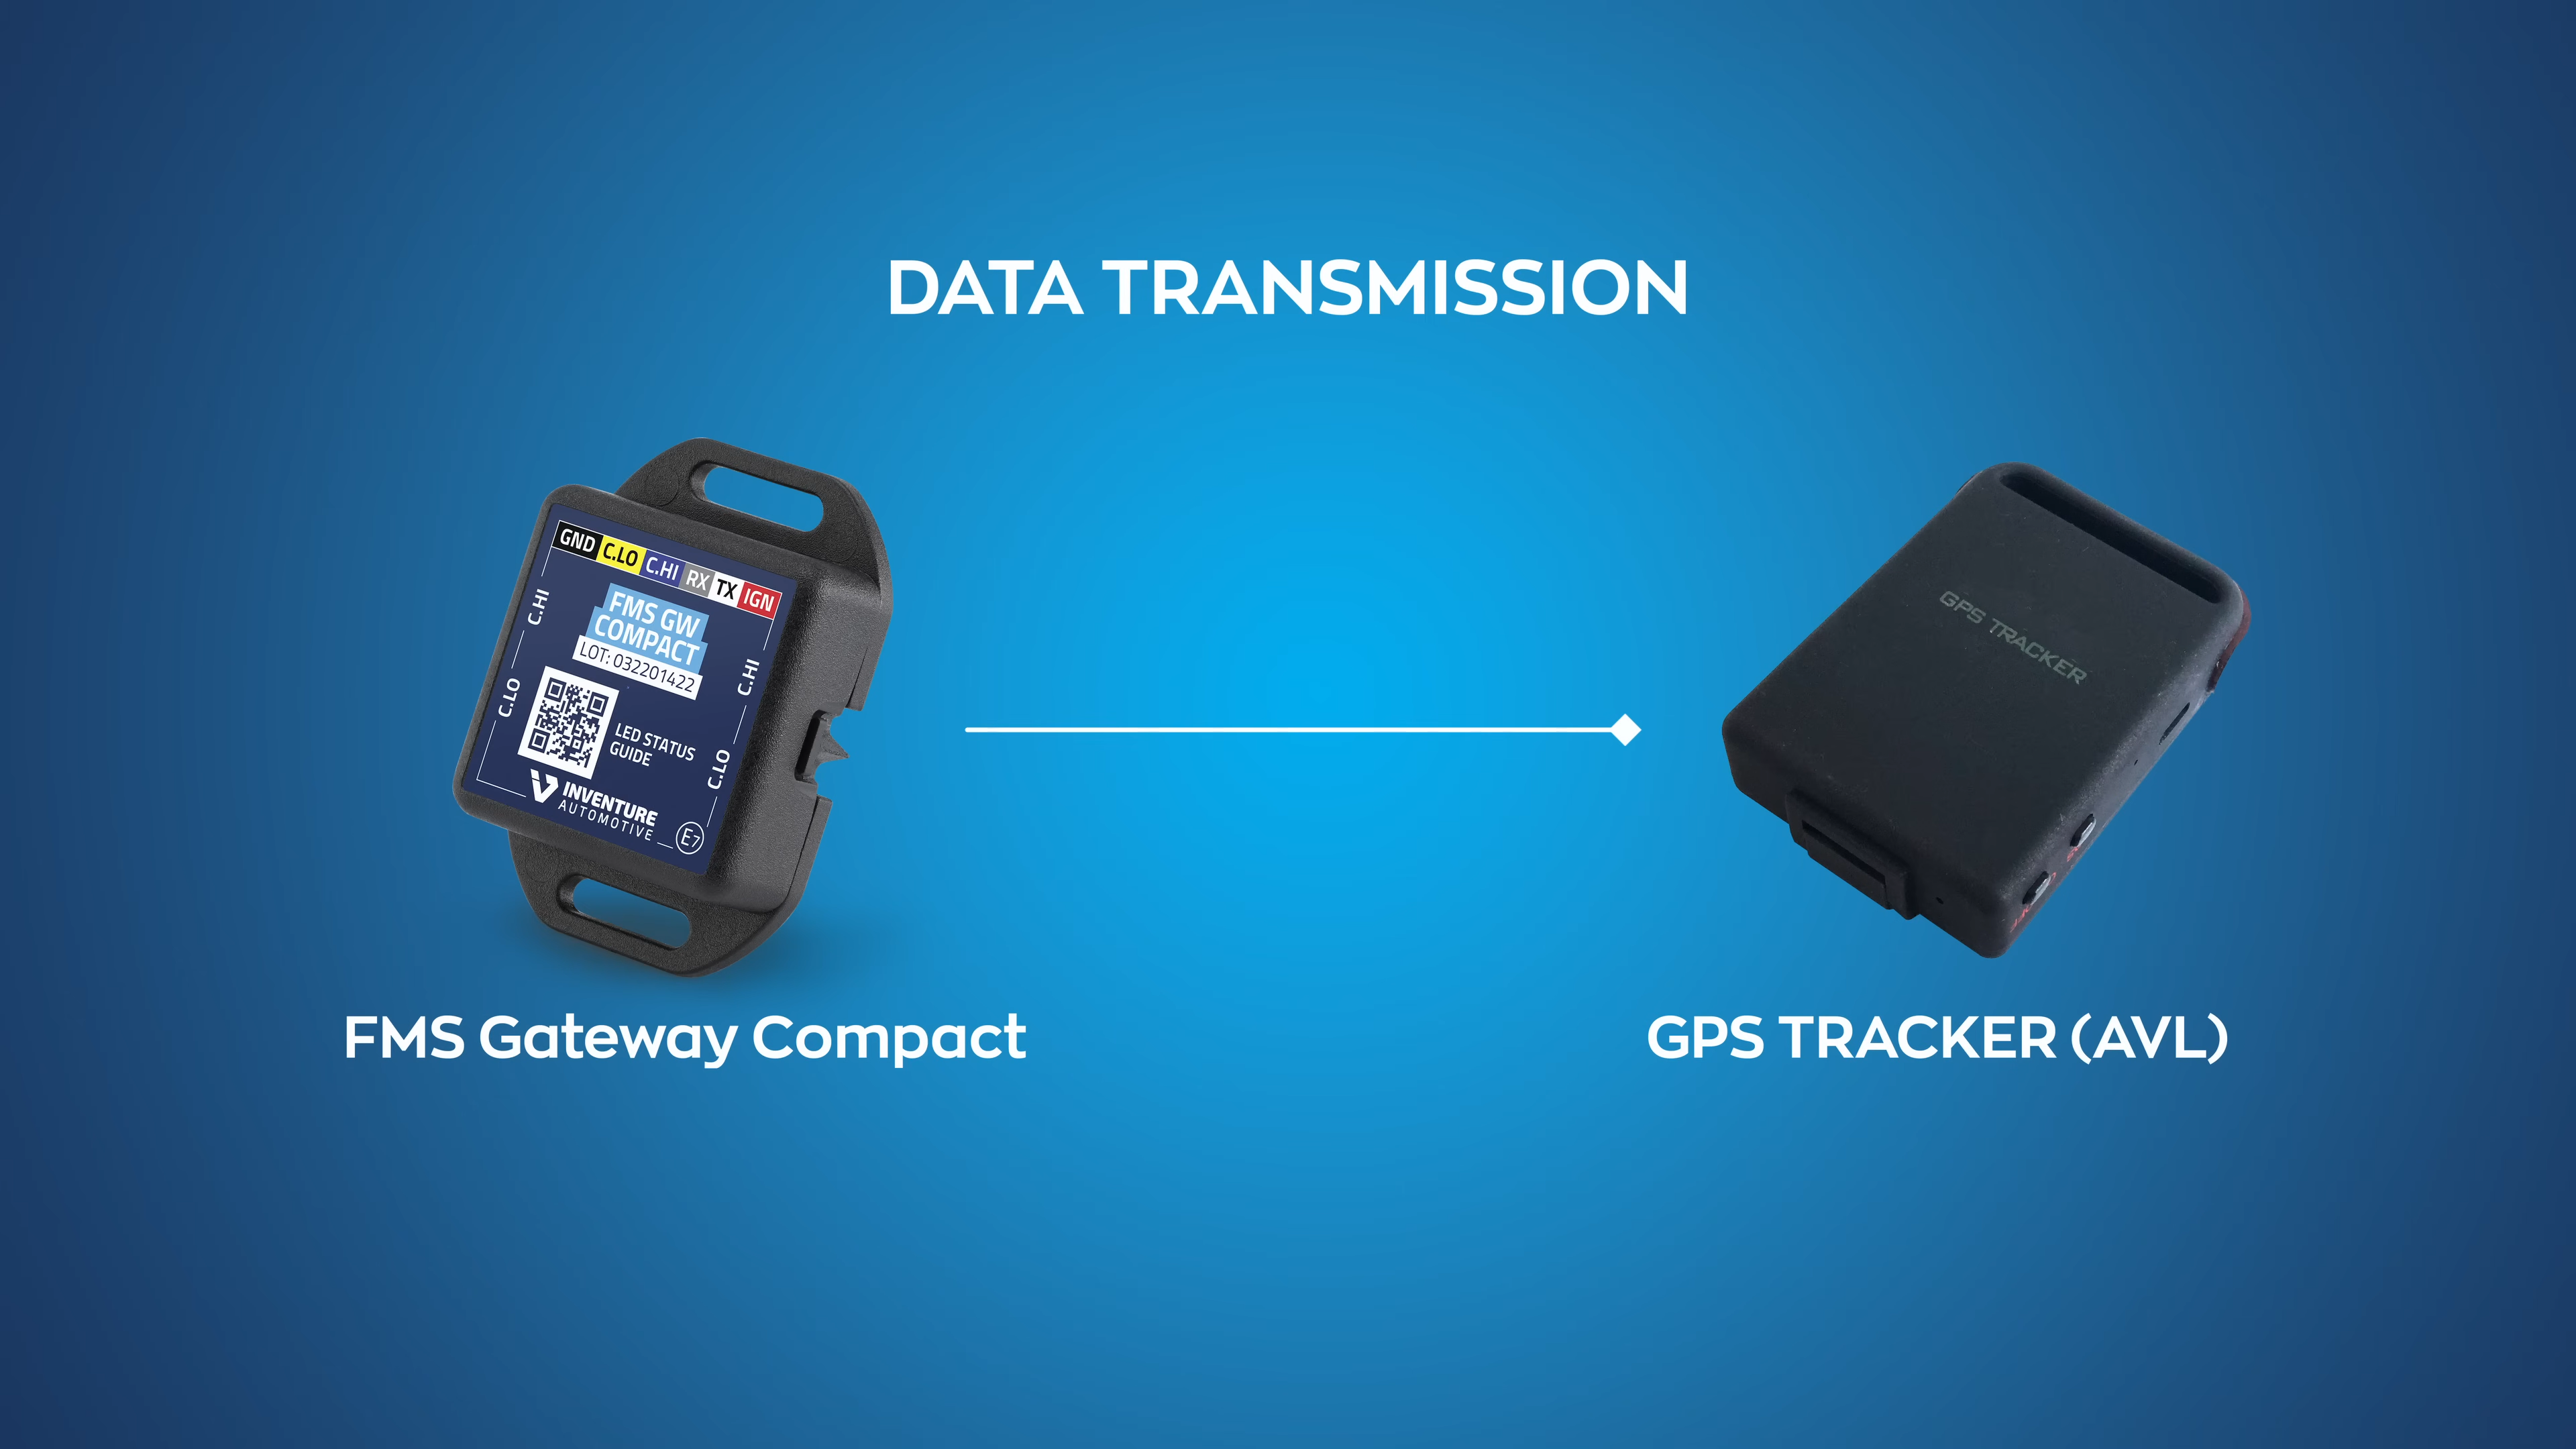 DATA TRANSMISSION
GND C.LO C.HI RX TX IGN
FMS GW
COMPACT
LOT: 032201422
C.HI
C.LO
C.HI
C.LO
LED STATUS
GUIDE
INVENTURE
AUTOMOTIVE
E7
GPS TRACKER
FMS Gateway Compact
GPS TRACKER (AVL)